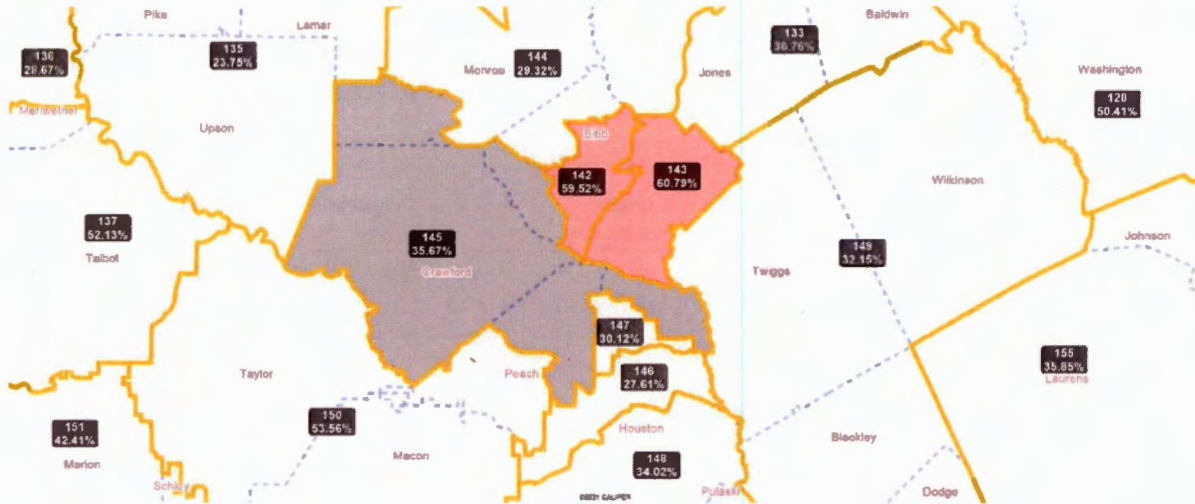 Pike
Lamar
Baldwin
136
28.67%
135
23.75%
144
29.32%
133
36.76%
Monroe
Jones
Washington
128
50.41%
Meriwether
Upson
Bibb
142
59.52%
143
60.79%
Wilkinson
137
52.13%
Talbot
145
35.67%
Crawford
149
32.15%
Johnson
Twiggs
147
30.12%
155
35.85%
Laurens
Taylor
Peach
146
27.61%
151
42.41%
Marion
150
53.56%
Macon
Houston
Bleckley
148
34.02%
Schley
Pulaski
Dodge
©2021 CALIPER